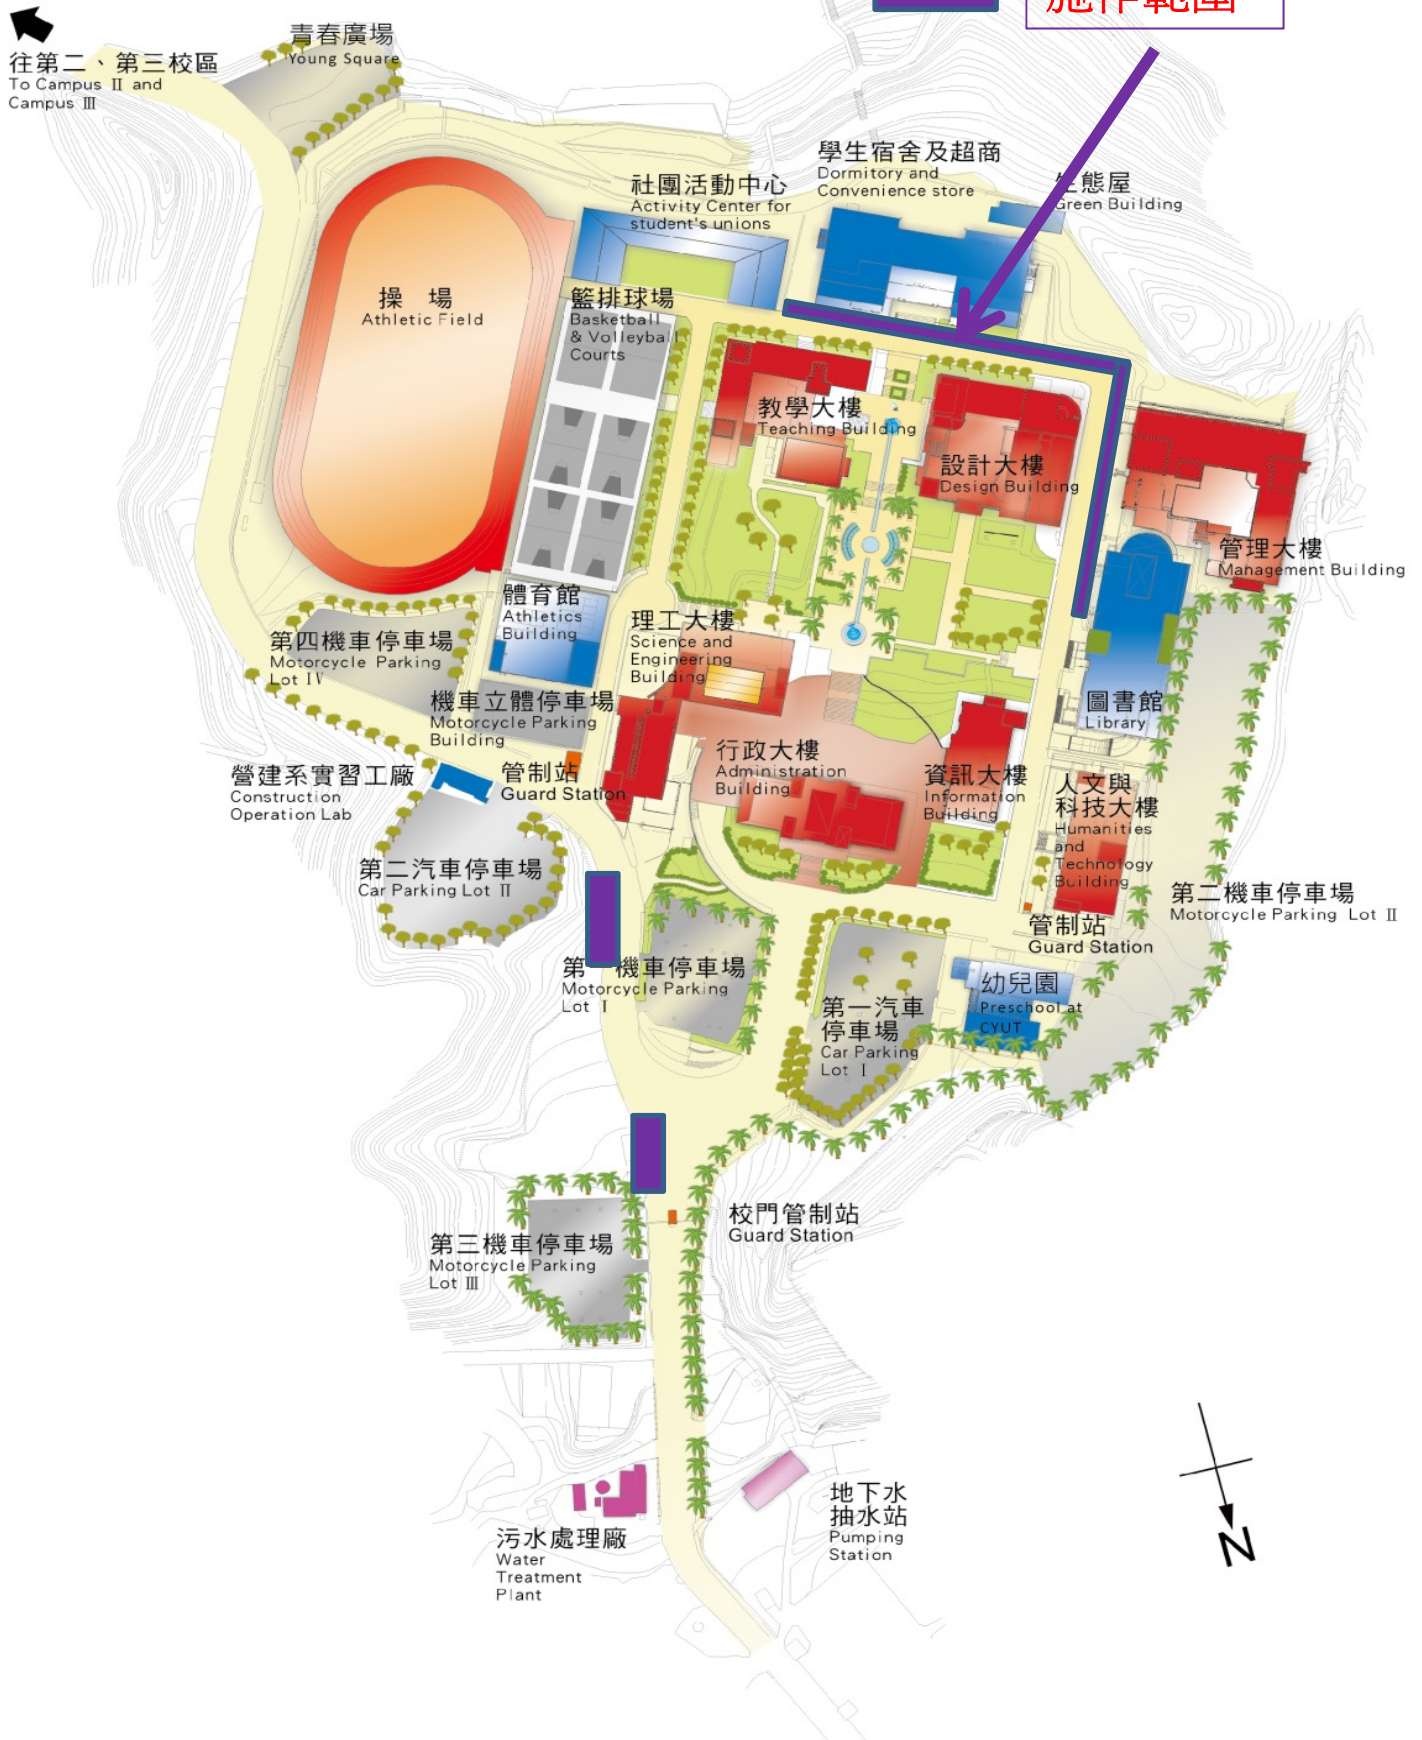 施作範圍
青春廣場
Young Square
往第二、第三校區
To Campus Ⅱ and
Campus Ⅲ
學生宿舍及超商
Dormitory and
Convenience store
社團活動中心
Activity Center for
student's unions
生態屋
Green Building
操 場
Athletic Field
籃排球場
Basketball
& Volleyball
Courts
教學大樓
Teaching Building
設計大樓
Design Building
管理大樓
Management Building
體育館
Athletics
Building
理工大樓
Science and
Engineering
Building
第四機車停車場
Motorcycle Parking
Lot Ⅳ
機車立體停車場
Motorcycle Parking
Building
圖書館
Library
行政大樓
Administration
Building
資訊大樓
Information
Building
營建系實習工廠
Construction
Operation Lab
管制站
Guard Station
人文與
科技大樓
Humanities
and
Technology
Building
第二汽車停車場
Car Parking Lot Ⅱ
第二機車停車場
Motorcycle Parking Lot Ⅱ
管制站
Guard Station
第 機車停車場
Motorcycle Parking
Lot Ⅰ
幼兒園
Preschool at
CYUT
第一汽車
停車場
Car Parking
Lot Ⅰ
校門管制站
Guard Station
第三機車停車場
Motorcycle Parking
Lot Ⅲ
地下水
抽水站
Pumping
Station
污水處理廠
Water
Treatment
Plant
N